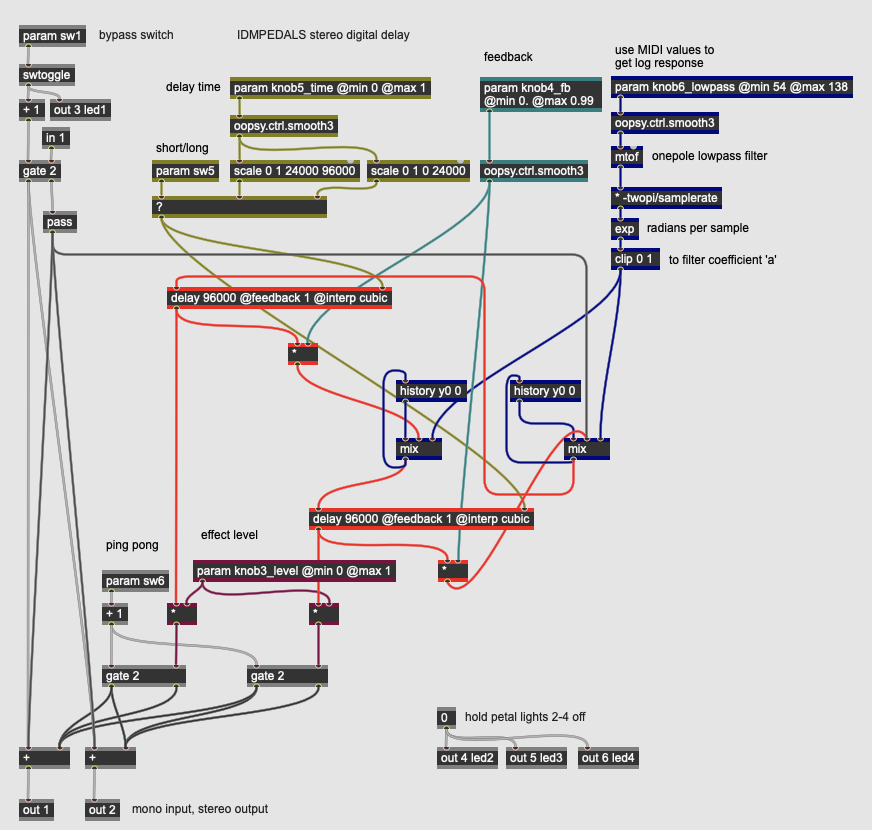 param sw1
bypass switch
IDMPEDALS stereo digital delay
swtoggle
feedback
use MIDI values to
get log response
delay time
param knob5_time @min 0 @max 1
param knob4_fb
@min 0. @max 0.99
param knob6_lowpass @min 54 @max 138
+ 1
out 3 led1
in 1
oopsy.ctrl.smooth3
oopsy.ctrl.smooth3
short/long
mtof
onepole lowpass filter
gate 2
param sw5
scale 0 1 24000 96000
scale 0 1 0 24000
oopsy.ctrl.smooth3
* -twopi/samplerate
?
pass
exp
radians per sample
clip 0 1
to filter coefficient 'a'
delay 96000 @feedback 1 @interp cubic
*
history y0 0
history y0 0
mix
mix
delay 96000 @feedback 1 @interp cubic
effect level
ping pong
param knob3_level @min 0 @max 1
*
param sw6
+ 1
*
*
gate 2
gate 2
0
hold petal lights 2-4 off
+
+
out 4 led2
out 5 led3
out 6 led4
out 1
out 2
mono input, stereo output